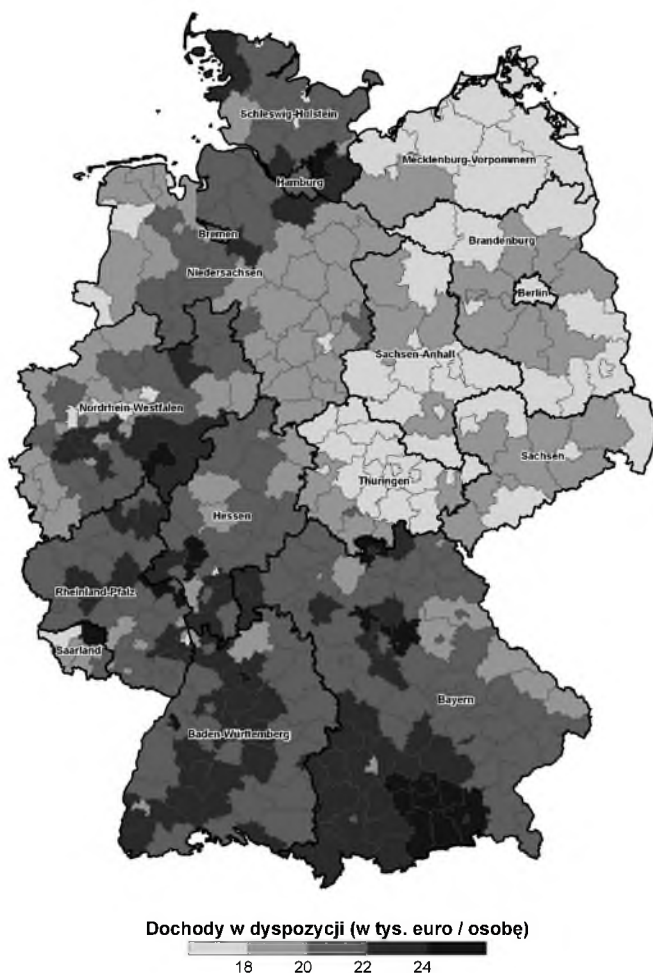 Schleswig-Holstein
Mecklenburg-Vorpommern
Hamburg
Bremen
Brandenburg
Niedersachsen
Berlin
Sachsen-Anhalt
Nordrhein-Westfalen
Sachsen
Thüringen
Hessen
Rheinland-Pfalz
Saarland
Bayern
Baden-Württemberg
Dochody w dyspozycji (w tys. euro / osobę)
18 20 22 24